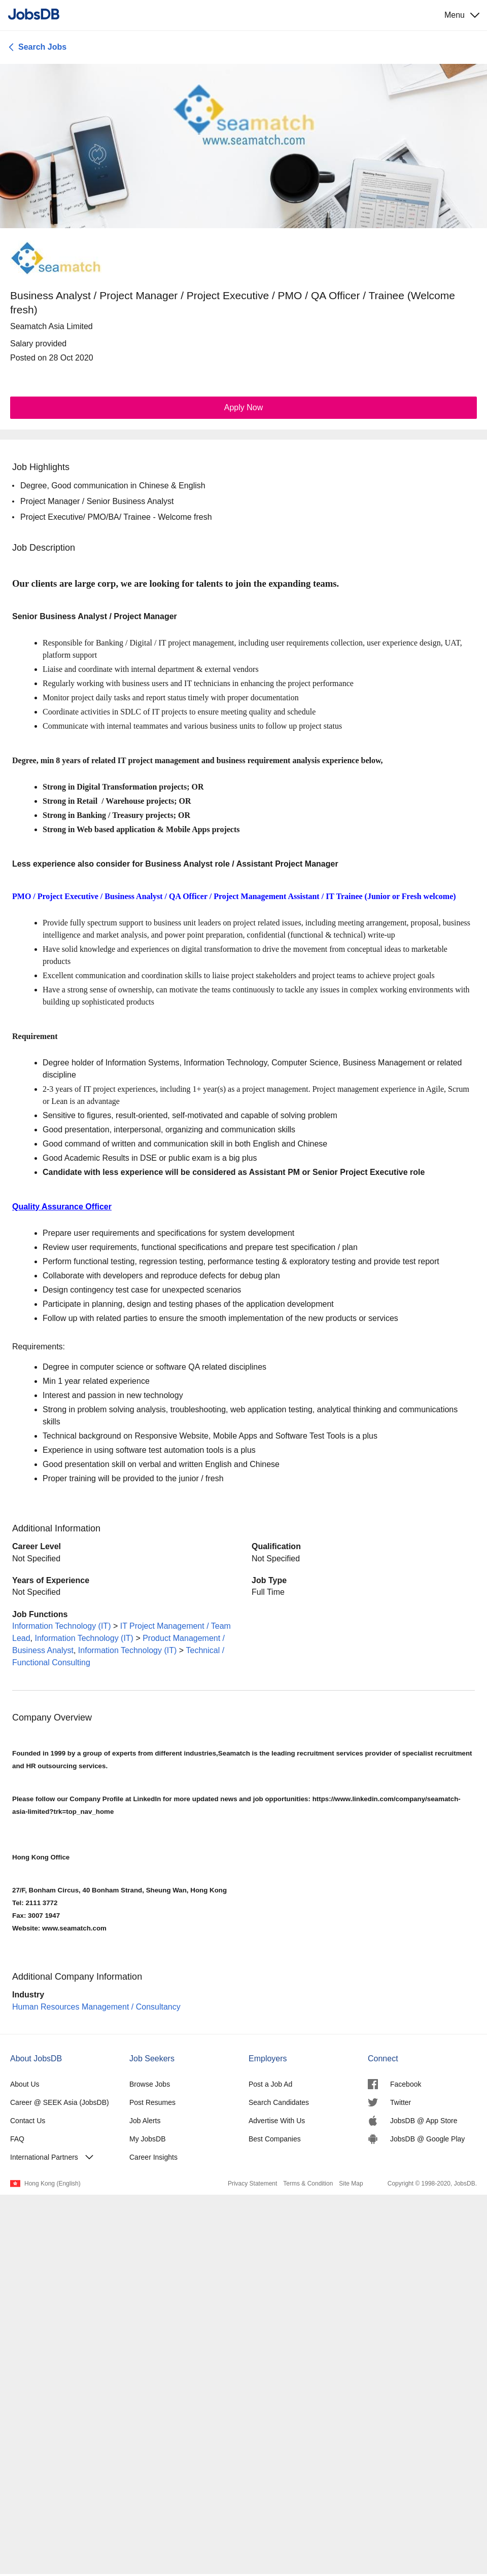 JobsDB
Menu
Search Jobs
seamatch
www.seamatch.com
seamatch
Business Analyst / Project Manager / Project Executive / PMO / QA Officer / Trainee (Welcome
fresh)
Seamatch Asia Limited
Salary provided
Posted on 28 Oct 2020
Apply Now
Job Highlights
• Degree, Good communication in Chinese & English
• Project Manager / Senior Business Analyst
• Project Executive/ PMO/BA/ Trainee - Welcome fresh
Job Description
Our clients are large corp, we are looking for talents to join the expanding teams.
Senior Business Analyst / Project Manager
• Responsible for Banking / Digital / IT project management, including user requirements collection, user experience design, UAT,
platform support
• Liaise and coordinate with internal department & external vendors
• Regularly working with business users and IT technicians in enhancing the project performance
• Monitor project daily tasks and report status timely with proper documentation
• Coordinate activities in SDLC of IT projects to ensure meeting quality and schedule
• Communicate with internal teammates and various business units to follow up project status
Degree, min 8 years of related IT project management and business requirement analysis experience below,
• Strong in Digital Transformation projects; OR
• Strong in Retail / Warehouse projects; OR
• Strong in Banking / Treasury projects; OR
• Strong in Web based application & Mobile Apps projects
Less experience also consider for Business Analyst role / Assistant Project Manager
PMO / Project Executive / Business Analyst / QA Officer / Project Management Assistant / IT Trainee (Junior or Fresh welcome)
• Provide fully spectrum support to business unit leaders on project related issues, including meeting arrangement, proposal, business
intelligence and market analysis, and power point preparation, confidential (functional & technical) write-up
• Have solid knowledge and experiences on digital transformation to drive the movement from conceptual ideas to marketable
products
• Excellent communication and coordination skills to liaise project stakeholders and project teams to achieve project goals
• Have a strong sense of ownership, can motivate the teams continuously to tackle any issues in complex working environments with
building up sophisticated products
Requirement
• Degree holder of Information Systems, Information Technology, Computer Science, Business Management or related
discipline
• 2-3 years of IT project experiences, including 1+ year(s) as a project management. Project management experience in Agile, Scrum
or Lean is an advantage
• Sensitive to figures, result-oriented, self-motivated and capable of solving problem
• Good presentation, interpersonal, organizing and communication skills
• Good command of written and communication skill in both English and Chinese
• Good Academic Results in DSE or public exam is a big plus
• Candidate with less experience will be considered as Assistant PM or Senior Project Executive role
Quality Assurance Officer
• Prepare user requirements and specifications for system development
• Review user requirements, functional specifications and prepare test specification / plan
• Perform functional testing, regression testing, performance testing & exploratory testing and provide test report
• Collaborate with developers and reproduce defects for debug plan
• Design contingency test case for unexpected scenarios
• Participate in planning, design and testing phases of the application development
• Follow up with related parties to ensure the smooth implementation of the new products or services
Requirements:
• Degree in computer science or software QA related disciplines
• Min 1 year related experience
• Interest and passion in new technology
• Strong in problem solving analysis, troubleshooting, web application testing, analytical thinking and communications
skills
• Technical background on Responsive Website, Mobile Apps and Software Test Tools is a plus
• Experience in using software test automation tools is a plus
• Good presentation skill on verbal and written English and Chinese
• Proper training will be provided to the junior / fresh
Additional Information
Career Level
Not Specified
Qualification
Not Specified
Years of Experience
Not Specified
Job Type
Full Time
Job Functions
Information Technology (IT) > IT Project Management / Team
Lead, Information Technology (IT) > Product Management /
Business Analyst, Information Technology (IT) > Technical /
Functional Consulting
Company Overview
Founded in 1999 by a group of experts from different industries,Seamatch is the leading recruitment services provider of specialist recruitment
and HR outsourcing services.
Please follow our Company Profile at LinkedIn for more updated news and job opportunities: https://www.linkedin.com/company/seamatch-
asia-limited?trk=top_nav_home
Hong Kong Office
27/F, Bonham Circus, 40 Bonham Strand, Sheung Wan, Hong Kong
Tel: 2111 3772
Fax: 3007 1947
Website: www.seamatch.com
Additional Company Information
Industry
Human Resources Management / Consultancy
About JobsDB
About Us
Career @ SEEK Asia (JobsDB)
Contact Us
FAQ
International Partners
Job Seekers
Browse Jobs
Post Resumes
Job Alerts
My JobsDB
Career Insights
Employers
Post a Job Ad
Search Candidates
Advertise With Us
Best Companies
Connect
Facebook
Twitter
JobsDB @ App Store
JobsDB @ Google Play
Hong Kong (English)
Privacy Statement Terms & Condition Site Map
Copyright © 1998-2020, JobsDB.